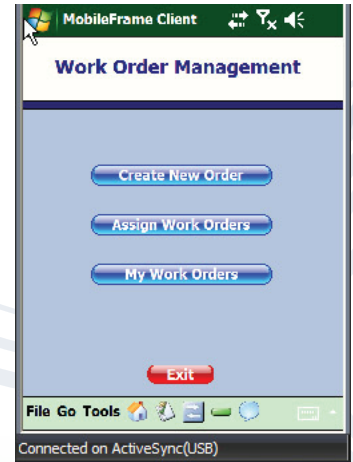 MobileFrame Client
Work Order Management
Create New Order
Assign Work Orders
My Work Orders
Exit
File Go Tools
Connected on ActiveSync(USB)